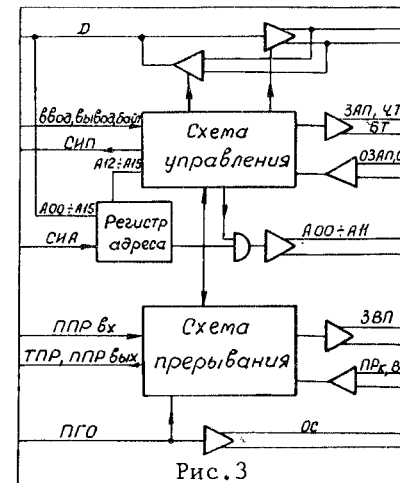 D
ввод, вывод, байт
Схема
управления
ЗАП, ЧТ
БТ
СИП
ОЗАП,
А12÷А15
А00÷А15
Регистр
адреса
СИА
А00÷А11
ППР вх
Схема
прерывания
ЗВП
ТПР, ППР вых
ПРк, В
ПГО
ОС
Рис.3